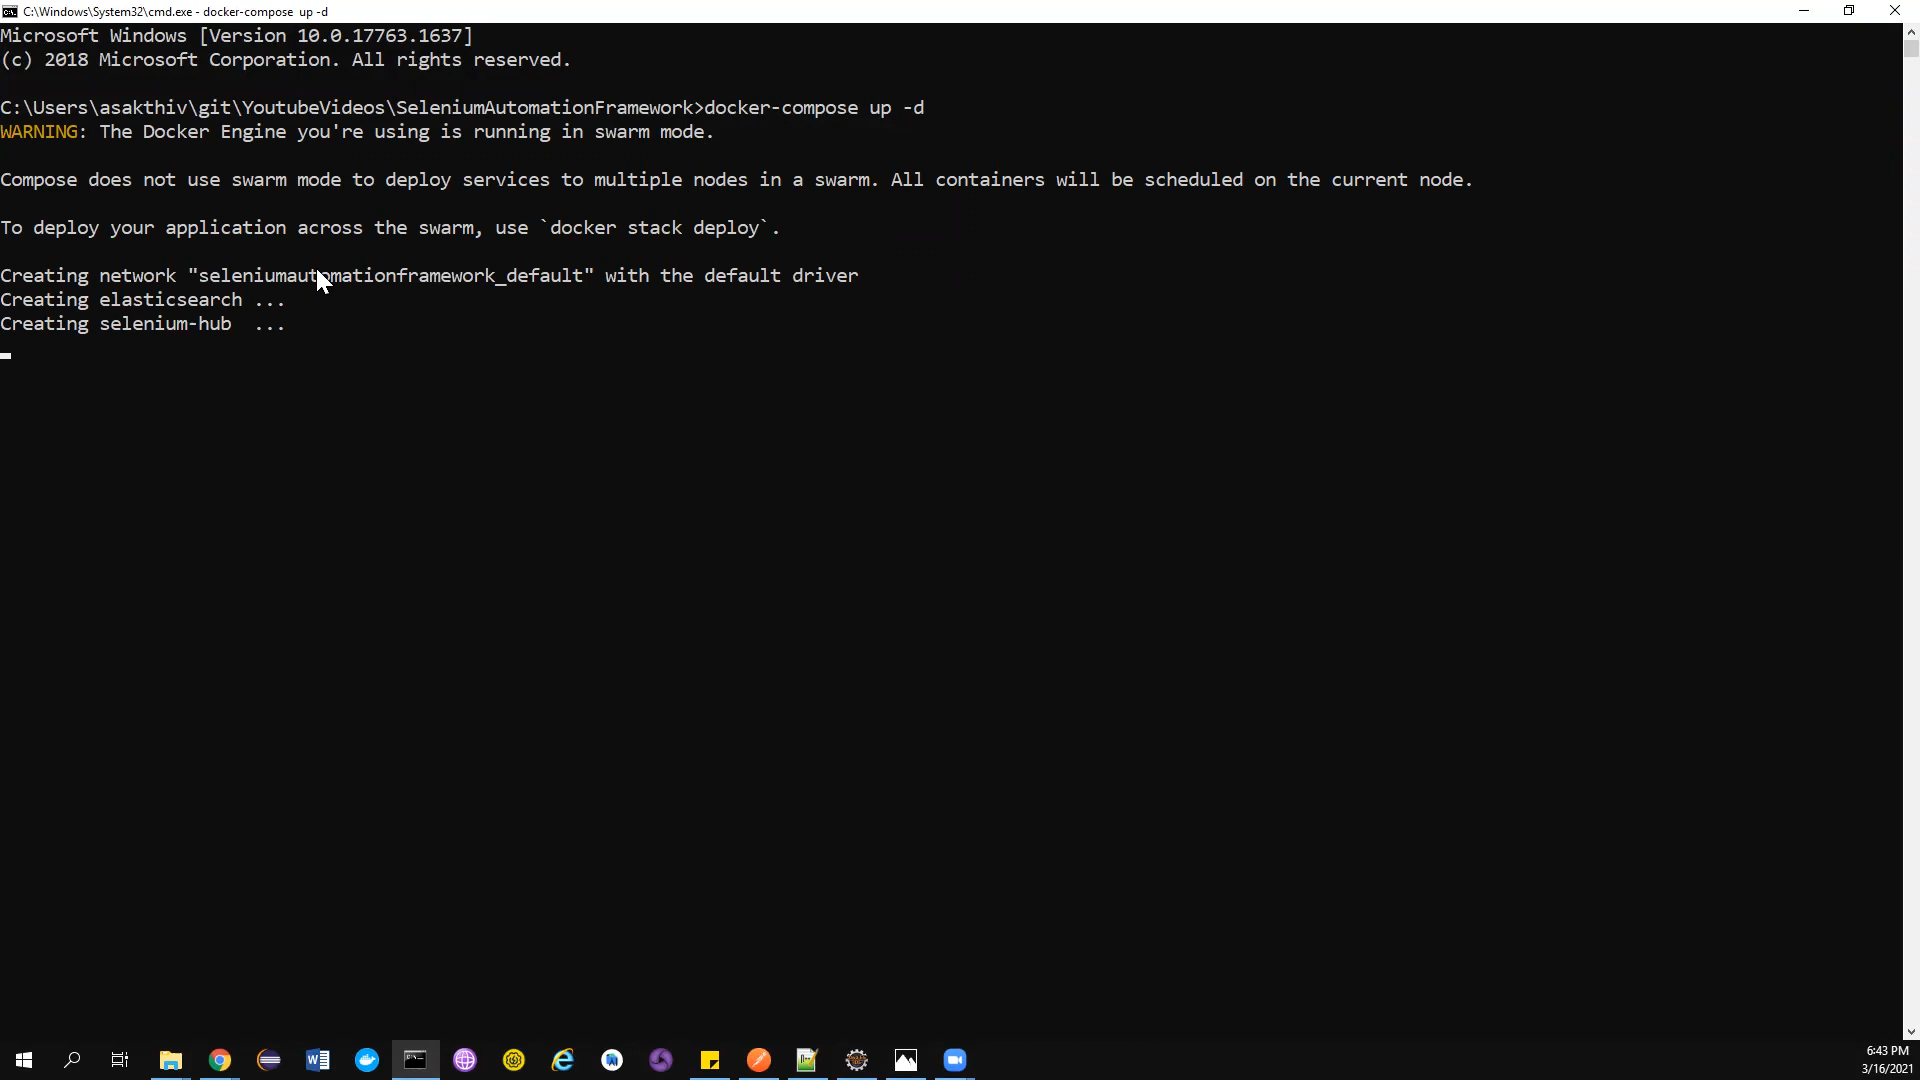 C:\Windows\System32\cmd.exe - docker-compose  up -d
Microsoft Windows [Version 10.0.17763.1637]
(c) 2018 Microsoft Corporation. All rights reserved.
C:\Users\asakthiv\git\YoutubeVideos\SeleniumAutomationFramework>docker-compose up -d
WARNING: The Docker Engine you're using is running in swarm mode.
Compose does not use swarm mode to deploy services to multiple nodes in a swarm. All containers will be scheduled on the current node.
To deploy your application across the swarm, use `docker stack deploy`.
Creating network "seleniumautomationframework_default" with the default driver
Creating elasticsearch ...
Creating selenium-hub  ...
6:43 PM
3/16/2021